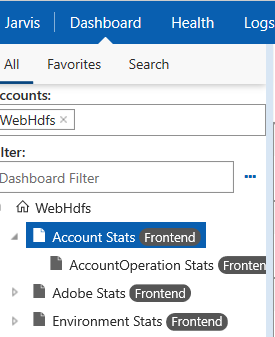 Jarvis Dashboard Health Logs
All Favorites Search
ccounts:
WebHdfs ×
ilter:
Dashboard Filter ...
WebHdfs
Account Stats Frontend
AccountOperation Stats Fronten
Adobe Stats Frontend
Environment Stats Frontend